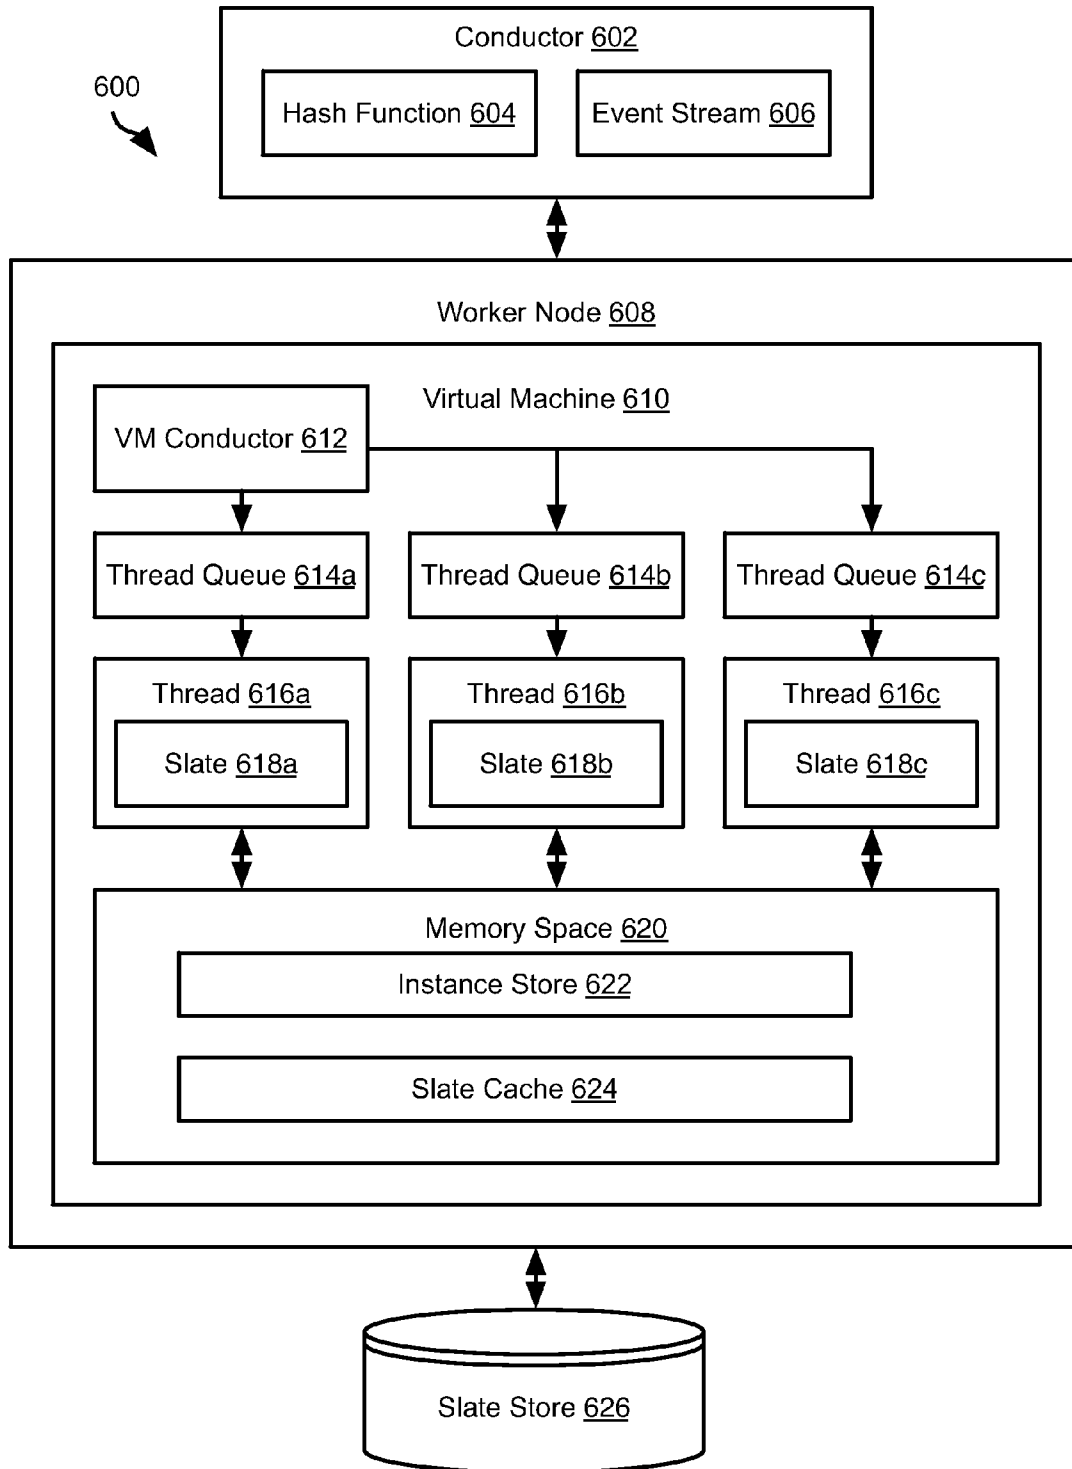 Conductor 602
600
Hash Function 604
Event Stream 606
Worker Node 608
Virtual Machine 610
VM Conductor 612
Thread Queue 614a
Thread Queue 614b
Thread Queue 614c
Thread 616a
Thread 616b
Thread 616c
Slate 618a
Slate 618b
Slate 618c
Memory Space 620
Instance Store 622
Slate Cache 624
Slate Store 626